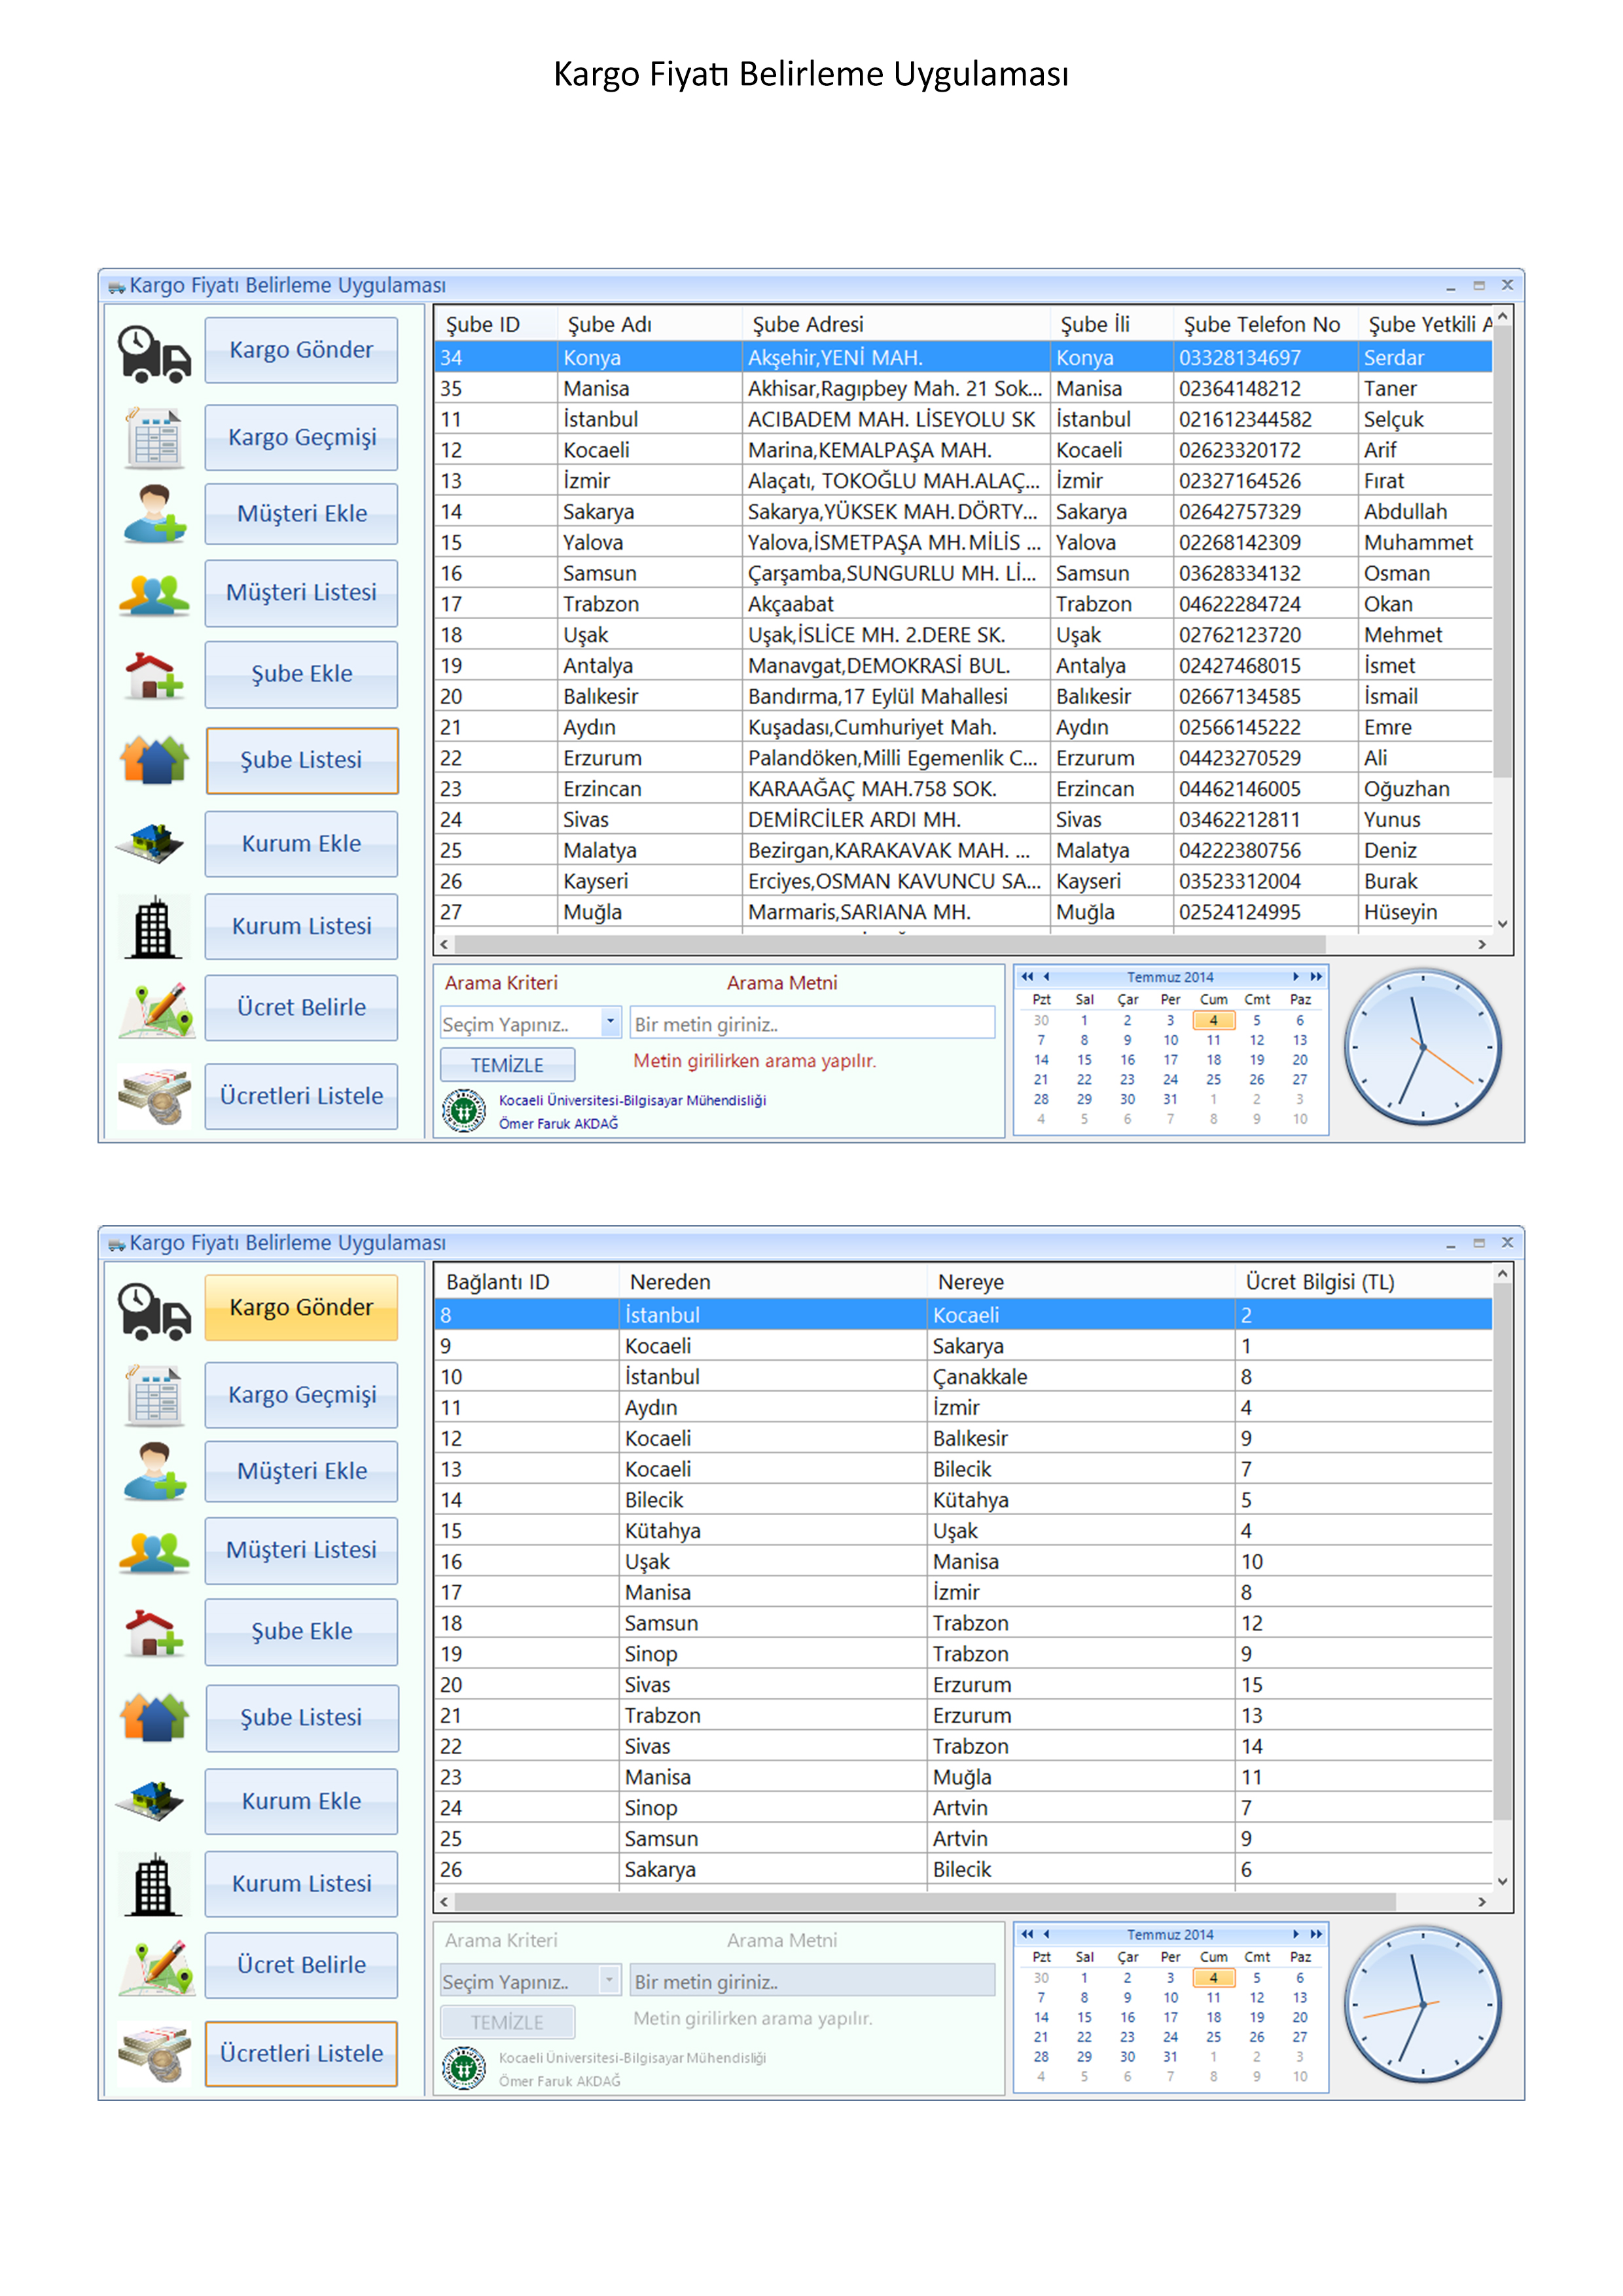 Kargo Fiyatı Belirleme Uygulaması
Kargo Fiyatı Belirleme Uygulaması
Kargo Gönder
Kargo Geçmişi
Müşteri Ekle
Müşteri Listesi
Şube Ekle
Şube Listesi
Kurum Ekle
Kurum Listesi
Ücret Belirle
Ücretleri Listele
Şube ID Şube Adı Şube Adresi Şube İli Şube Telefon No Şube Yetkili A
34 Konya Akşehir,YENİ MAH. Konya 03328134697 Serdar
35 Manisa Akhisar,Ragıpbey Mah. 21 Sok... Manisa 02364148212 Taner
11 İstanbul ACIBADEM MAH. LİSEYOLU SK İstanbul 021612344582 Selçuk
12 Kocaeli Marina,KEMALPAŞA MAH. Kocaeli 02623320172 Arif
13 İzmir Alaçatı, TOKOĞLU MAH.ALAÇ... İzmir 02327164526 Fırat
14 Sakarya Sakarya,YÜKSEK MAH.DÖRTY... Sakarya 02642757329 Abdullah
15 Yalova Yalova,İSMETPAŞA MH.MİLİS ... Yalova 02268142309 Muhammet
16 Samsun Çarşamba,SUNGURLU MH. Lİ... Samsun 03628334132 Osman
17 Trabzon Akçaabat Trabzon 04622284724 Okan
18 Uşak Uşak,İSLİCE MH. 2.DERE SK. Uşak 02762123720 Mehmet
19 Antalya Manavgat,DEMOKRASİ BUL. Antalya 02427468015 İsmet
20 Balıkesir Bandırma,17 Eylül Mahallesi Balıkesir 02667134585 İsmail
21 Aydın Kuşadası,Cumhuriyet Mah. Aydın 02566145222 Emre
22 Erzurum Palandöken,Milli Egemenlik C... Erzurum 04423270529 Ali
23 Erzincan KARAAĞAÇ MAH.758 SOK. Erzincan 04462146005 Oğuzhan
24 Sivas DEMİRCİLER ARDI MH. Sivas 03462212811 Yunus
25 Malatya Bezirgan,KARAKAVAK MAH. ... Malatya 04222380756 Deniz
26 Kayseri Erciyes,OSMAN KAVUNCU SA... Kayseri 03523312004 Burak
27 Muğla Marmaris,SARIANA MH. Muğla 02524124995 Hüseyin
Arama Kriteri Arama Metni
Seçim Yapınız.. Bir metin giriniz..
TEMİZLE Metin girilirken arama yapılır.
Kocaeli Üniversitesi-Bilgisayar Mühendisliği
Ömer Faruk AKDAĞ
Temmuz 2014
Pzt Sal Çar Per Cum Cmt Paz
30 1 2 3 4 5 6
7 8 9 10 11 12 13
14 15 16 17 18 19 20
21 22 23 24 25 26 27
28 29 30 31 1 2 3
4 5 6 7 8 9 10
Kargo Fiyatı Belirleme Uygulaması
Kargo Gönder
Kargo Geçmişi
Müşteri Ekle
Müşteri Listesi
Şube Ekle
Şube Listesi
Kurum Ekle
Kurum Listesi
Ücret Belirle
Ücretleri Listele
Bağlantı ID Nereden Nereye Ücret Bilgisi (TL)
8 İstanbul Kocaeli 2
9 Kocaeli Sakarya 1
10 İstanbul Çanakkale 8
11 Aydın İzmir 4
12 Kocaeli Balıkesir 9
13 Kocaeli Bilecik 7
14 Bilecik Kütahya 5
15 Kütahya Uşak 4
16 Uşak Manisa 10
17 Manisa İzmir 8
18 Samsun Trabzon 12
19 Sinop Trabzon 9
20 Sivas Erzurum 15
21 Trabzon Erzurum 13
22 Sivas Trabzon 14
23 Manisa Muğla 11
24 Sinop Artvin 7
25 Samsun Artvin 9
26 Sakarya Bilecik 6
Arama Kriteri Arama Metni
Seçim Yapınız.. Bir metin giriniz..
TEMİZLE Metin girilirken arama yapılır.
Kocaeli Üniversitesi-Bilgisayar Mühendisliği
Ömer Faruk AKDAĞ
Temmuz 2014
Pzt Sal Çar Per Cum Cmt Paz
30 1 2 3 4 5 6
7 8 9 10 11 12 13
14 15 16 17 18 19 20
21 22 23 24 25 26 27
28 29 30 31 1 2 3
4 5 6 7 8 9 10